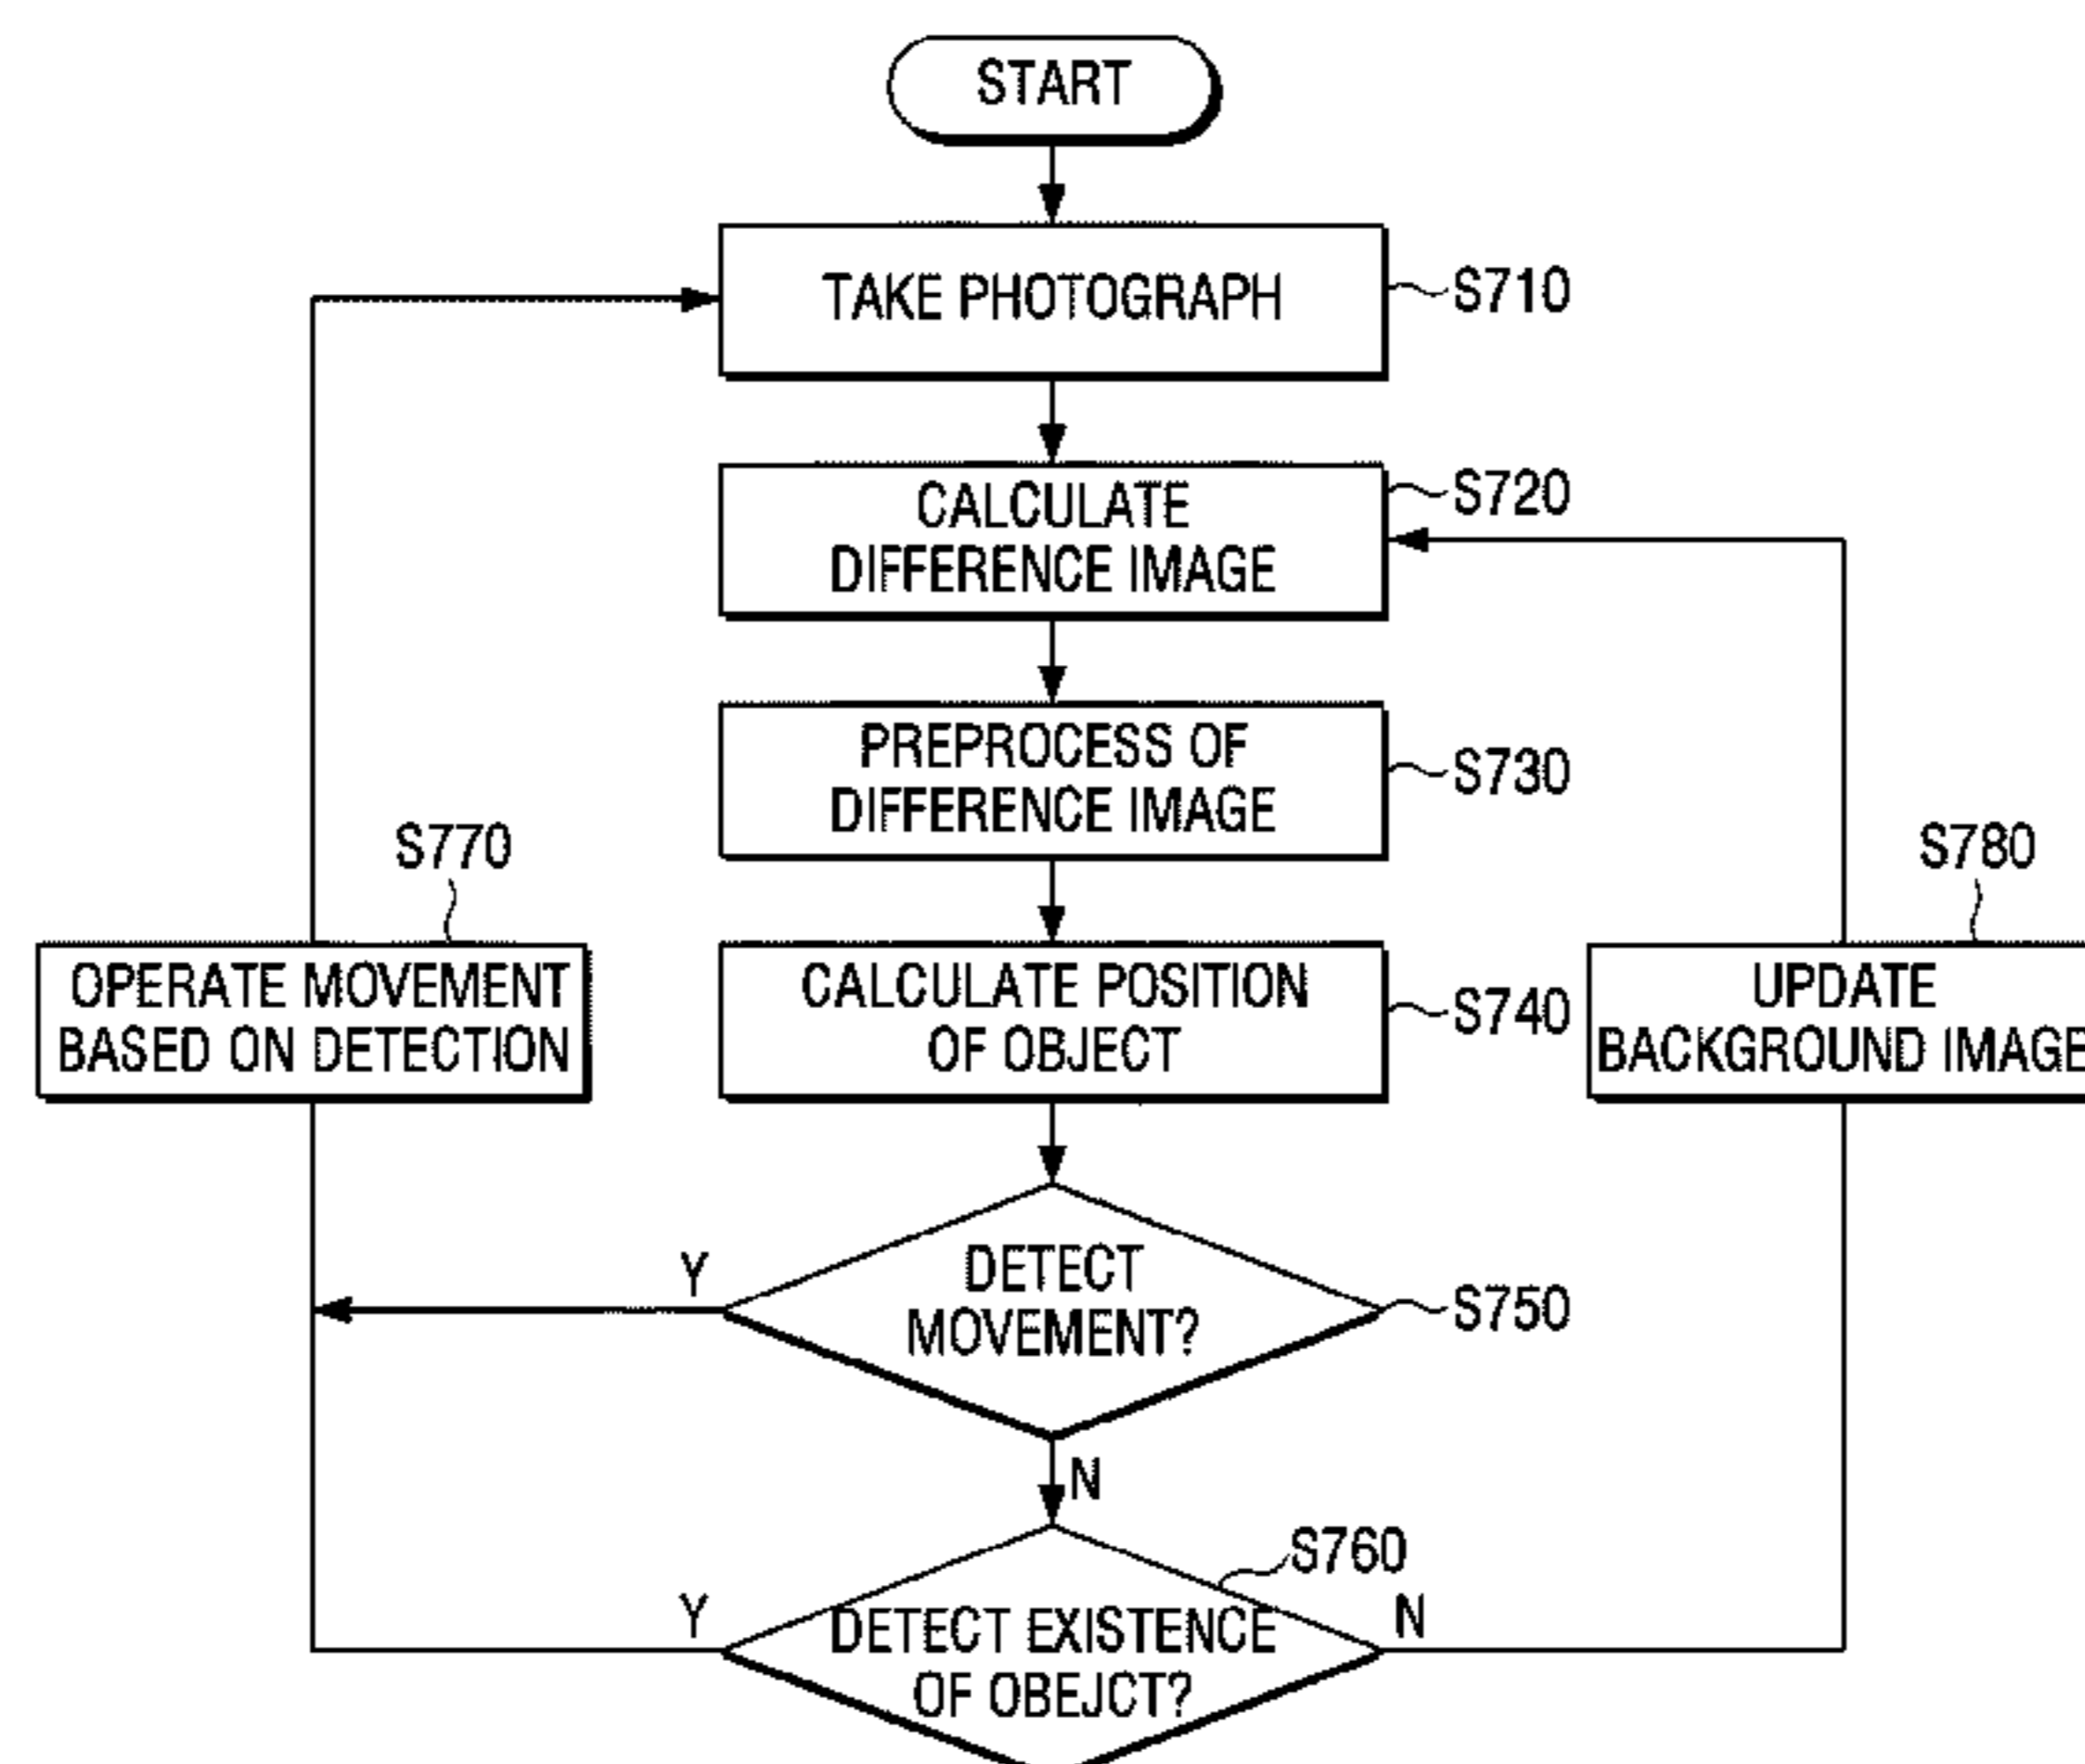 START
TAKE PHOTOGRAPH
S710
CALCULATE
DIFFERENCE IMAGE
S720
PREPROCESS OF
DIFFERENCE IMAGE
S730
S770
OPERATE MOVEMENT
BASED ON DETECTION
CALCULATE POSITION
OF OBJECT
S740
S780
UPDATE
BACKGROUND IMAGE
Y
DETECT
MOVEMENT?
S750
N
S760
Y
DETECT EXISTENCE
OF OBEJCT?
N